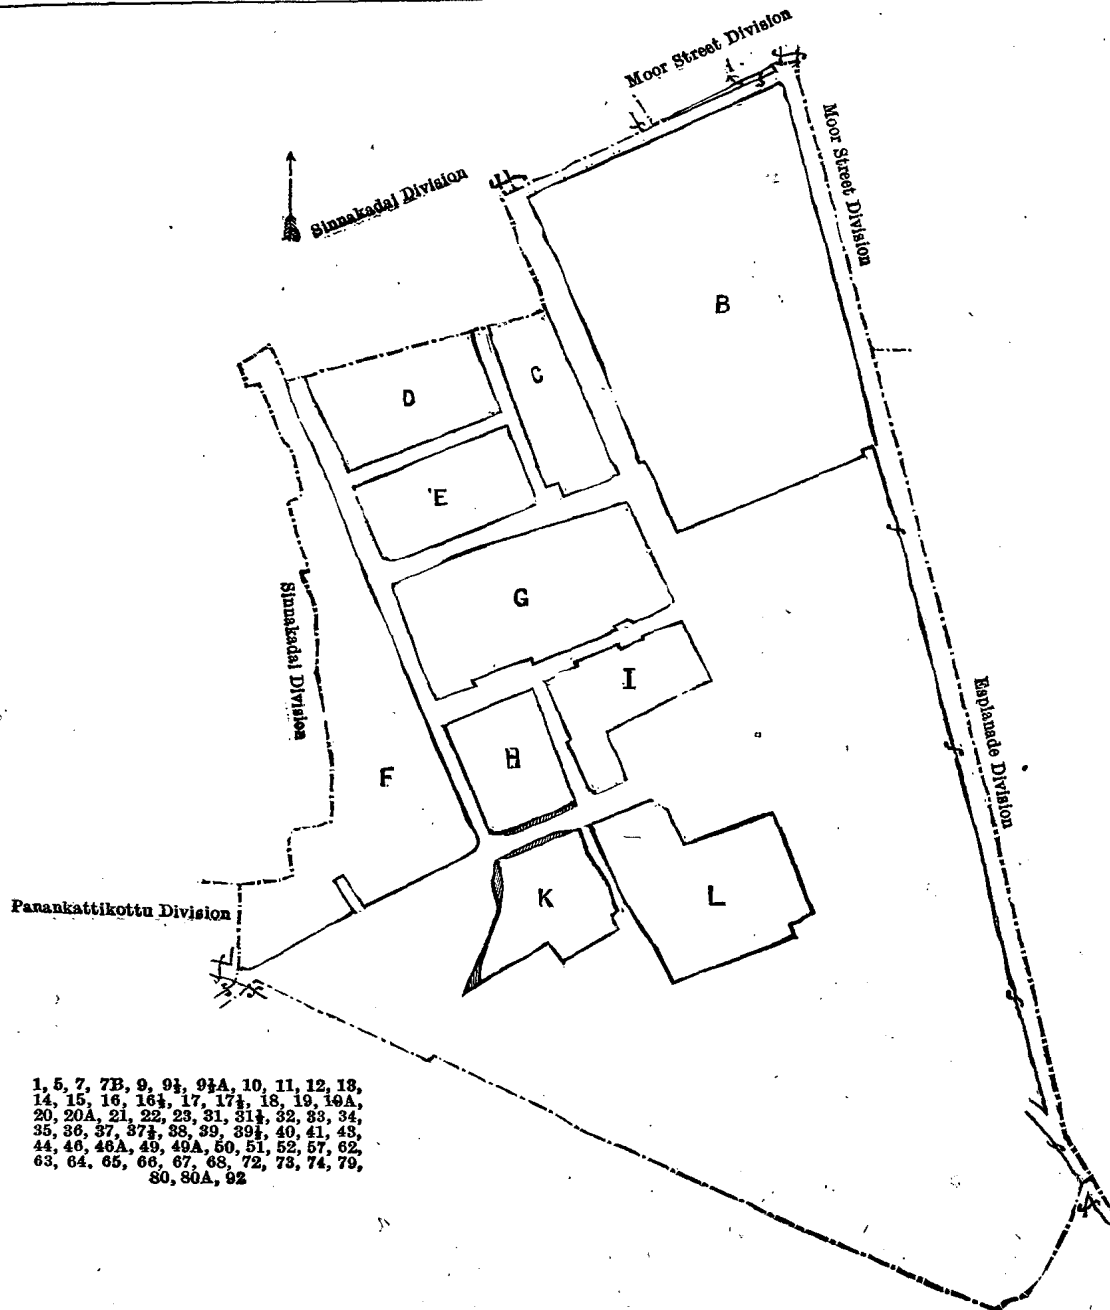 Moor Street Division
Sinnakadai Division
Moor Street Division
B
C
D
E
G
Sinnakadai Division
I
Esplanade Division
H
F
K
L
Panankattikottu Division
1, 5, 7, 7B, 9, 9½, 9½A, 10, 11, 12, 13,
14, 15, 16, 16½, 17, 17½, 18, 19, 19A,
20, 20A, 21, 22, 23, 31, 31½, 32, 33, 34,
35, 36, 37, 37½, 38, 39, 39½, 40, 41, 43,
44, 46, 46A, 49, 49A, 50, 51, 52, 57, 62,
63, 64, 65, 66, 67, 68, 72, 73, 74, 79,
80, 80A, 92